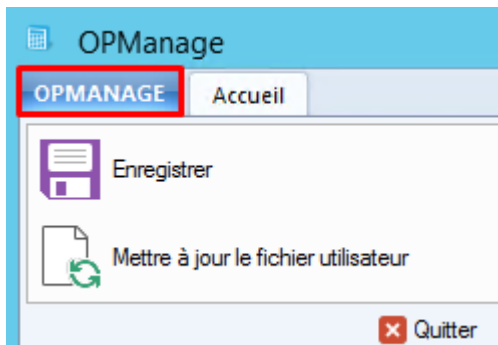 OPManage
OPMANAGE Accueil
Enregistrer
Mettre à jour le fichier utilisateur
Quitter